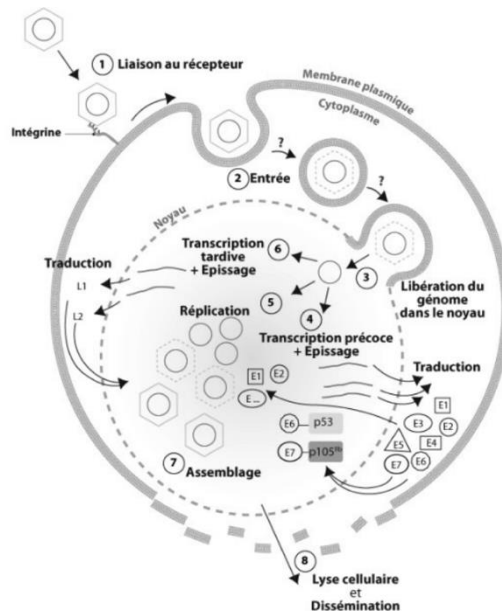 1 Liaison au récepteur
Membrane plasmique
Cytoplasme
Intégrine
?
2 Entrée
?
Noyau
6
Transcription
tardive
+ Epissage
3
Libération du
génome
dans le noyau
Traduction
L1
L2
5
4
Réplication
Transcription précoce
+ Epissage
Traduction
E1
E2
E...
E1
E3
E2
E5
E4
E7
E6
E6
p53
E7
p105Rb
7 Assemblage
8
Lyse cellulaire
et
Dissémination